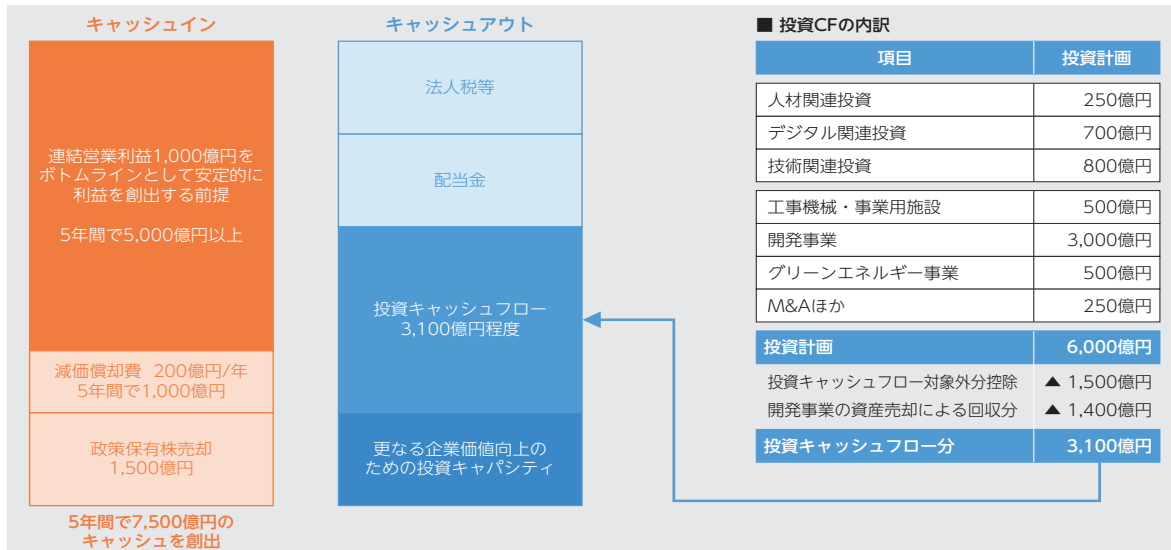 キャッシュイン
連結営業利益1,000億円を
ボトムラインとして安定的に
利益を創出する前提
5年間で5,000億円以上
減価償却費 200億円/年
5年間で1,000億円
政策保有株売却
1,500億円
5年間で7,500億円の
キャッシュを創出
キャッシュアウト
法人税等
配当金
投資キャッシュフロー
3,100億円程度
更なる企業価値向上の
ための投資キャパシティ
■ 投資CFの内訳
項目 投資計画
人材関連投資 250億円
デジタル関連投資 700億円
技術関連投資 800億円
工事機械・事業用施設 500億円
開発事業 3,000億円
グリーンエネルギー事業 500億円
M&Aほか 250億円
投資計画 6,000億円
投資キャッシュフロー対象外分控除 ▲ 1,500億円
開発事業の資産売却による回収分 ▲ 1,400億円
投資キャッシュフロー分 3,100億円